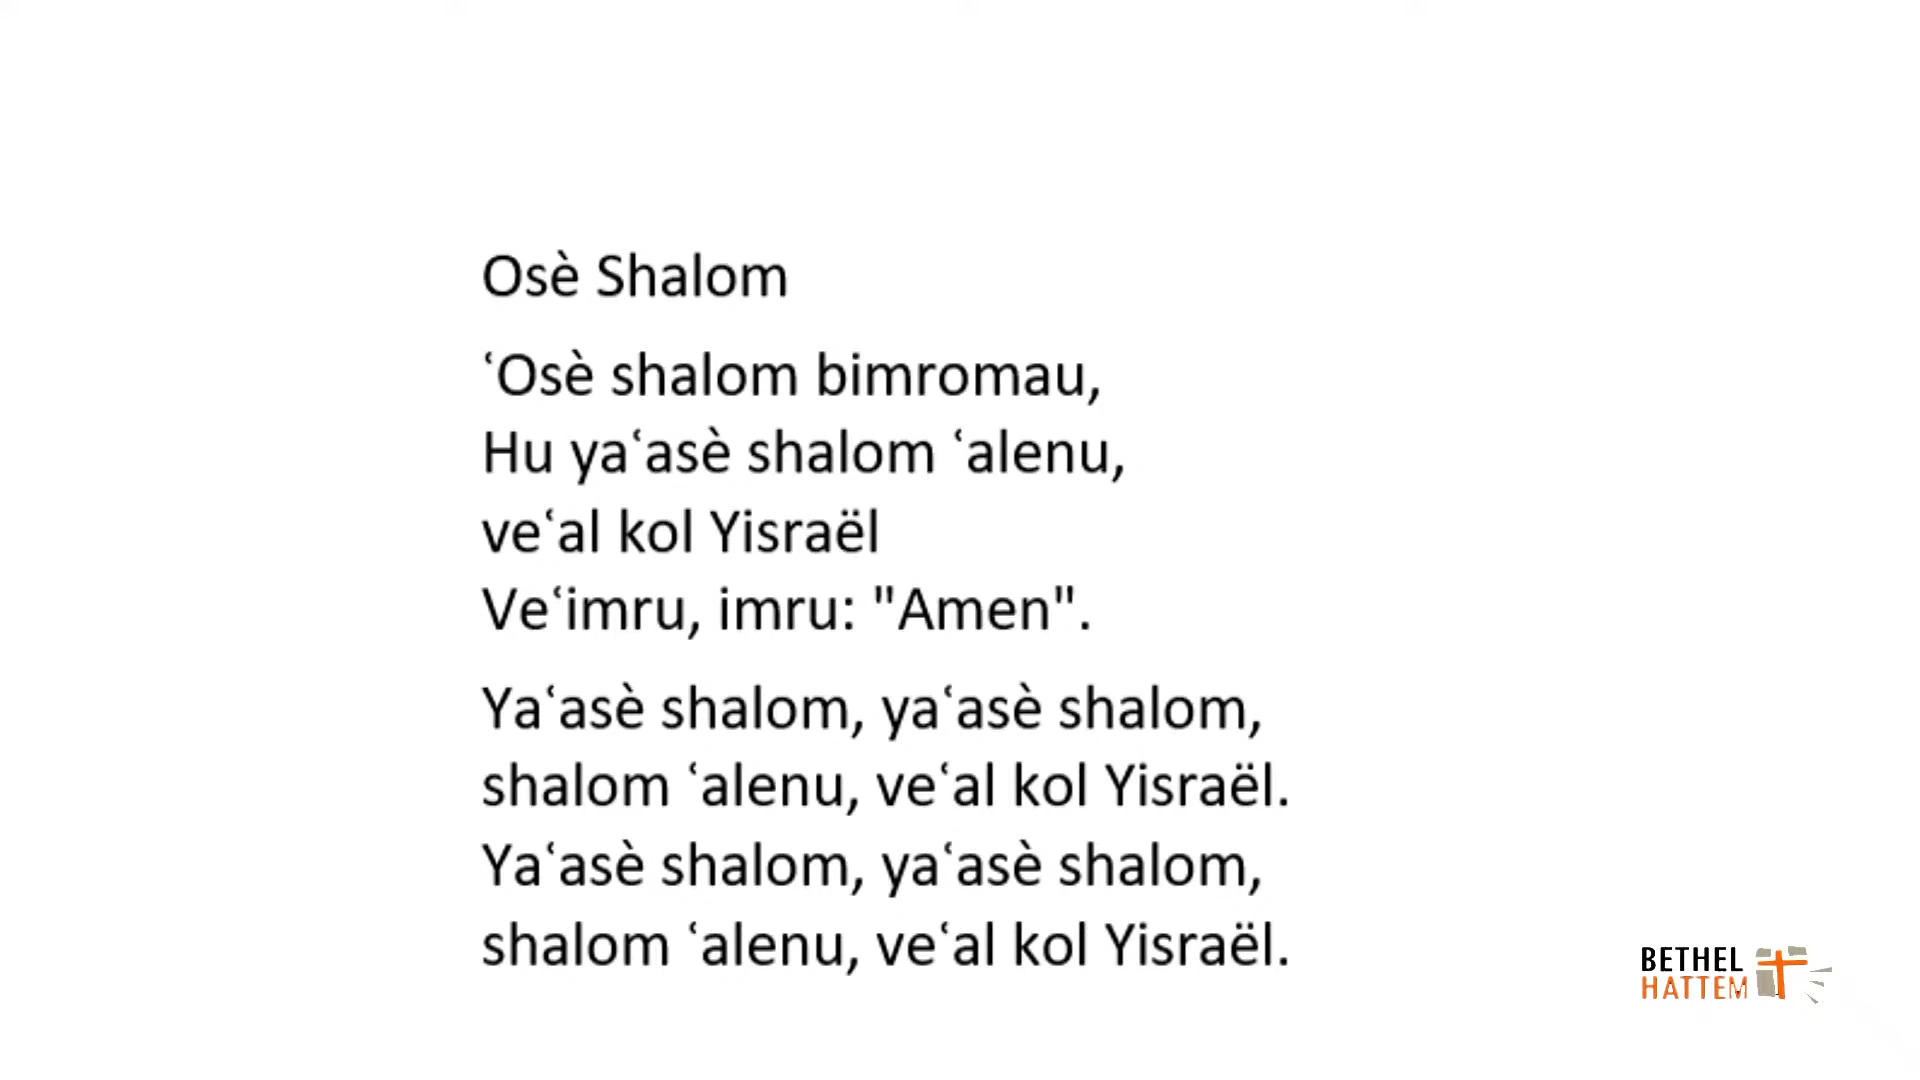 Osè Shalom
ʿOsè shalom bimromau,
Hu yaʿasè shalom ʿalenu,
veʿal kol Yisraël
Veʿimru, imru: "Amen".
Yaʿasè shalom, yaʿasè shalom,
shalom ʿalenu, veʿal kol Yisraël.
Yaʿasè shalom, yaʿasè shalom,
shalom ʿalenu, veʿal kol Yisraël.
BETHEL
HATTEM